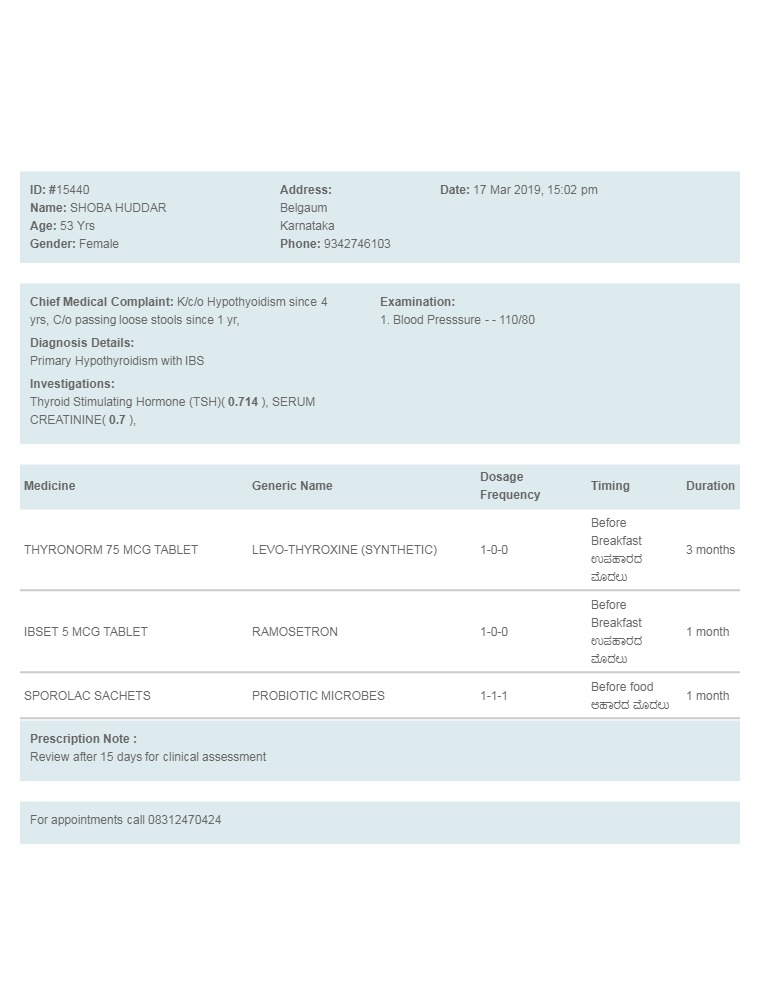 ID: #15440
Name: SHOBA HUDDAR
Age: 53 Yrs
Gender: Female
Address:
Belgaum
Karnataka
Phone: 9342746103
Date: 17 Mar 2019, 15:02 pm
Chief Medical Complaint: K/c/o Hypothyoidism since 4
yrs, C/o passing loose stools since 1 yr,
Diagnosis Details:
Primary Hypothyroidism with IBS
Investigations:
Thyroid Stimulating Hormone (TSH)( 0.714 ), SERUM
CREATININE( 0.7 ),
Examination:
1. Blood Presssure - - 110/80
Medicine Generic Name Dosage Frequency Timing Duration
THYRONORM 75 MCG TABLET LEVO-THYROXINE (SYNTHETIC) 1-0-0 Before Breakfast ಉಪಹಾರದ ಮೊದಲು 3 months
IBSET 5 MCG TABLET RAMOSETRON 1-0-0 Before Breakfast ಉಪಹಾರದ ಮೊದಲು 1 month
SPOROLAC SACHETS PROBIOTIC MICROBES 1-1-1 Before food ಆಹಾರದ ಮೊದಲು 1 month
Prescription Note :
Review after 15 days for clinical assessment
For appointments call 08312470424